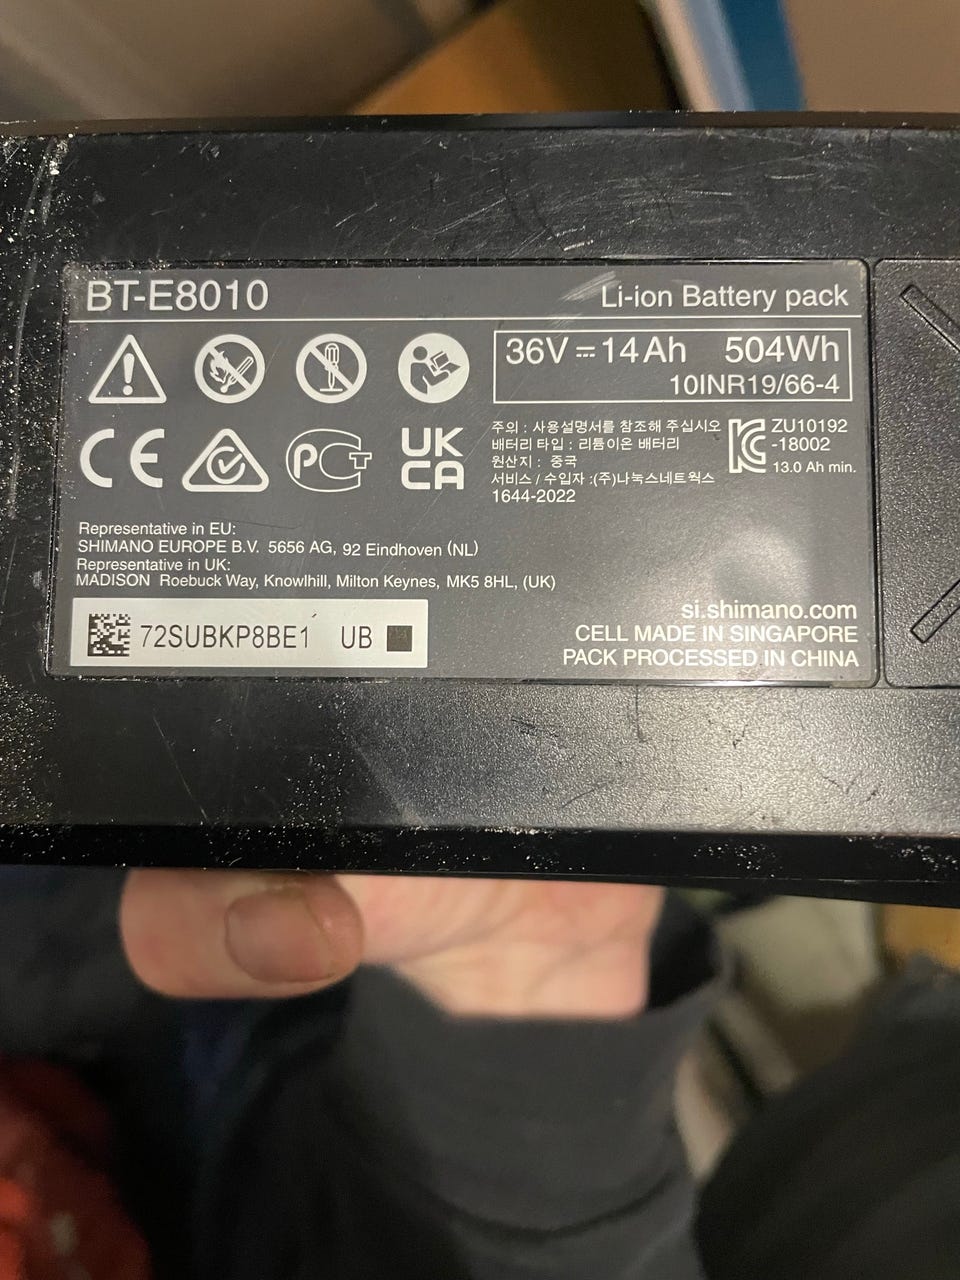 BT-E8010
Li-ion Battery pack
36V⎓14Ah 504Wh
10INR19/66-4
CE
PCT
UK
CA
주의 : 사용설명서를 참조해 주십시오
배터리 타입 : 리튬이온 배터리
원산지 : 중국
서비스 / 수입자 :(주)나눅스네트웍스
1644-2022
ZU10192
-18002
13.0 Ah min.
Representative in EU:
SHIMANO EUROPE B.V. 5656 AG, 92 Eindhoven (NL)
Representative in UK:
MADISON Roebuck Way, Knowlhill, Milton Keynes, MK5 8HL, (UK)
72SUBKP8BE1 UB
si.shimano.com
CELL MADE IN SINGAPORE
PACK PROCESSED IN CHINA